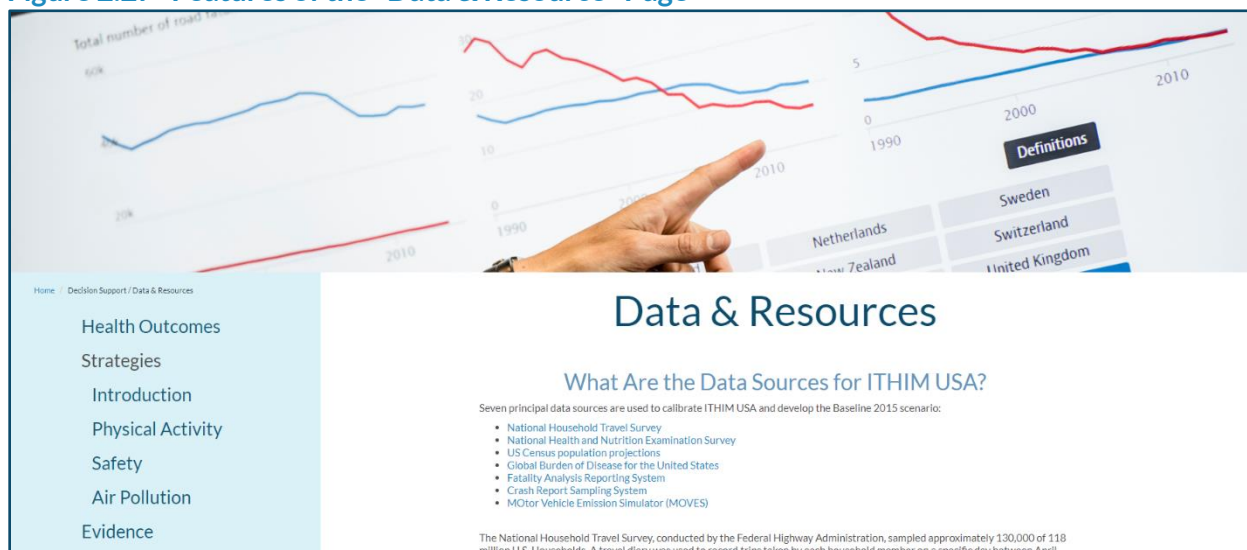 Total number of road
60k
20k
2010
30
20
10
0
1990
2010
5
0
1990
2000
2010
Definitions
Netherlands
Sweden
New Zealand
Switzerland
United Kingdom
Home / Decision Support / Data & Resources
Health Outcomes
Strategies
Introduction
Physical Activity
Safety
Air Pollution
Evidence
Data & Resources
What Are the Data Sources for ITHIM USA?
Seven principal data sources are used to calibrate ITHIM USA and develop the Baseline 2015 scenario:
• National Household Travel Survey
• National Health and Nutrition Examination Survey
• US Census population projections
• Global Burden of Disease for the United States
• Fatality Analysis Reporting System
• Crash Report Sampling System
• MOtor Vehicle Emission Simulator (MOVES)
The National Household Travel Survey, conducted by the Federal Highway Administration, sampled approximately 130,000 of 118
million U.S. Households. A travel diary was used to record trips taken by each household member on a specific day between April